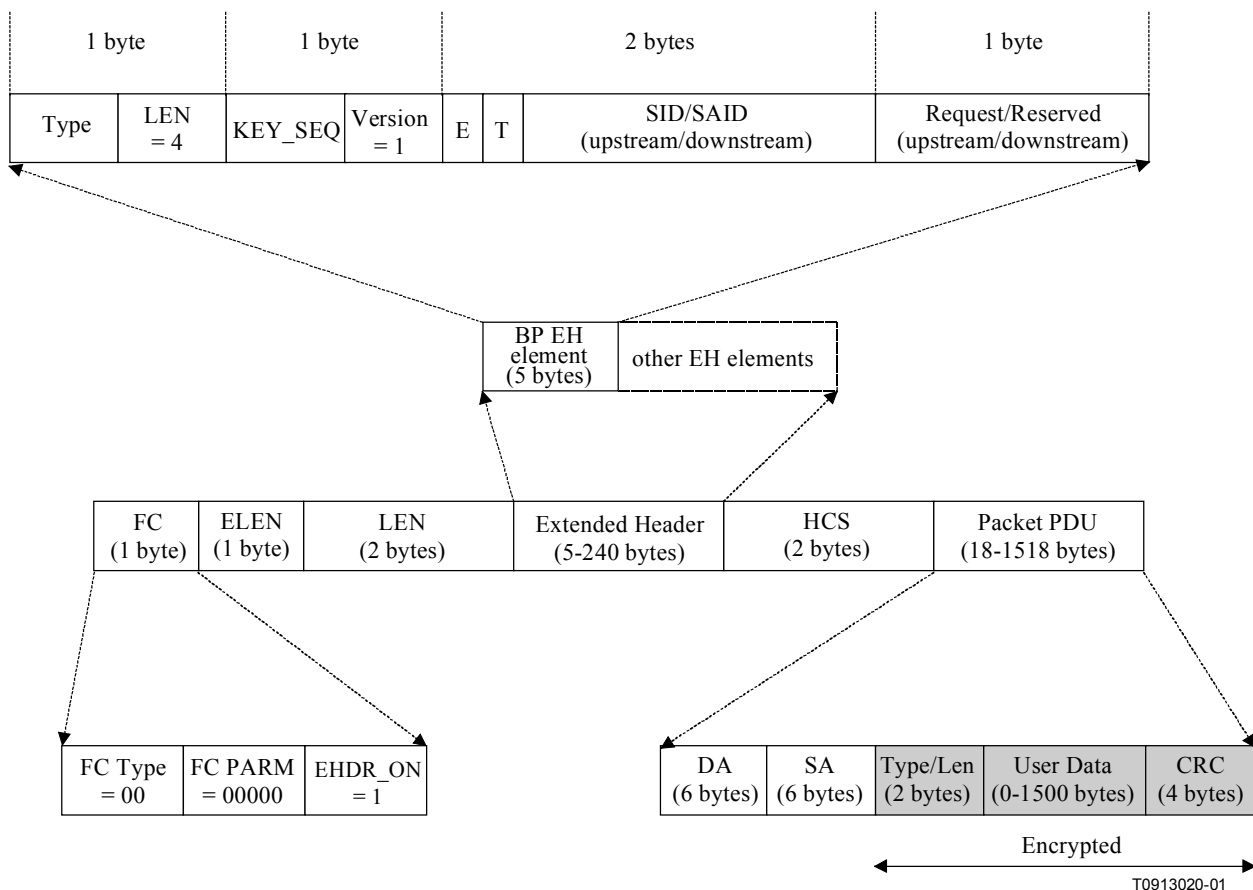 1 byte
1 byte
2 bytes
1 byte
Type
LEN
= 4
KEY_SEQ
Version
= 1
E
T
SID/SAID
(upstream/downstream)
Request/Reserved
(upstream/downstream)
BP EH
element
(5 bytes)
other EH elements
FC
(1 byte)
ELEN
(1 byte)
LEN
(2 bytes)
Extended Header
(5-240 bytes)
HCS
(2 bytes)
Packet PDU
(18-1518 bytes)
FC Type
= 00
FC PARM
= 00000
EHDR_ON
= 1
DA
(6 bytes)
SA
(6 bytes)
Type/Len
(2 bytes)
User Data
(0-1500 bytes)
CRC
(4 bytes)
Encrypted
T0913020-01